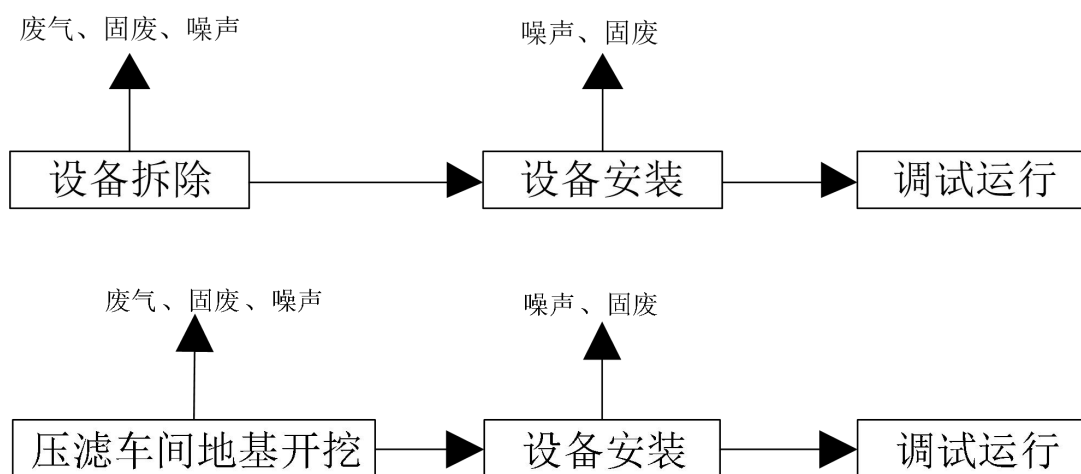 废气、固废、噪声
噪声、固废
设备拆除
设备安装
调试运行
废气、固废、噪声
噪声、固废
压滤车间地基开挖
设备安装
调试运行